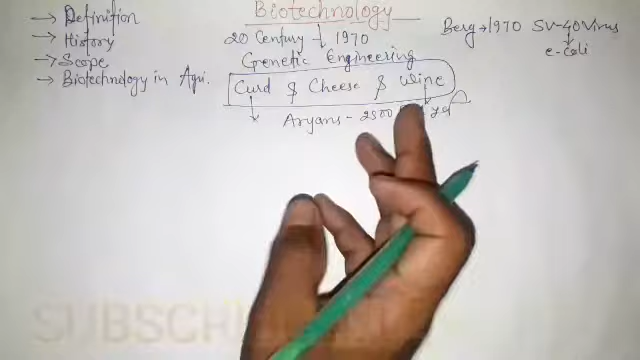 Biotechnology
→ Definition
→ History
→ Scope
→ Biotechnology in Agri.
20 Century → 1970
Genetic Engineering
Curd & Cheese & Wine
Aryans - 2500
Berg → 1970 SV-40 Virus
e-Coli